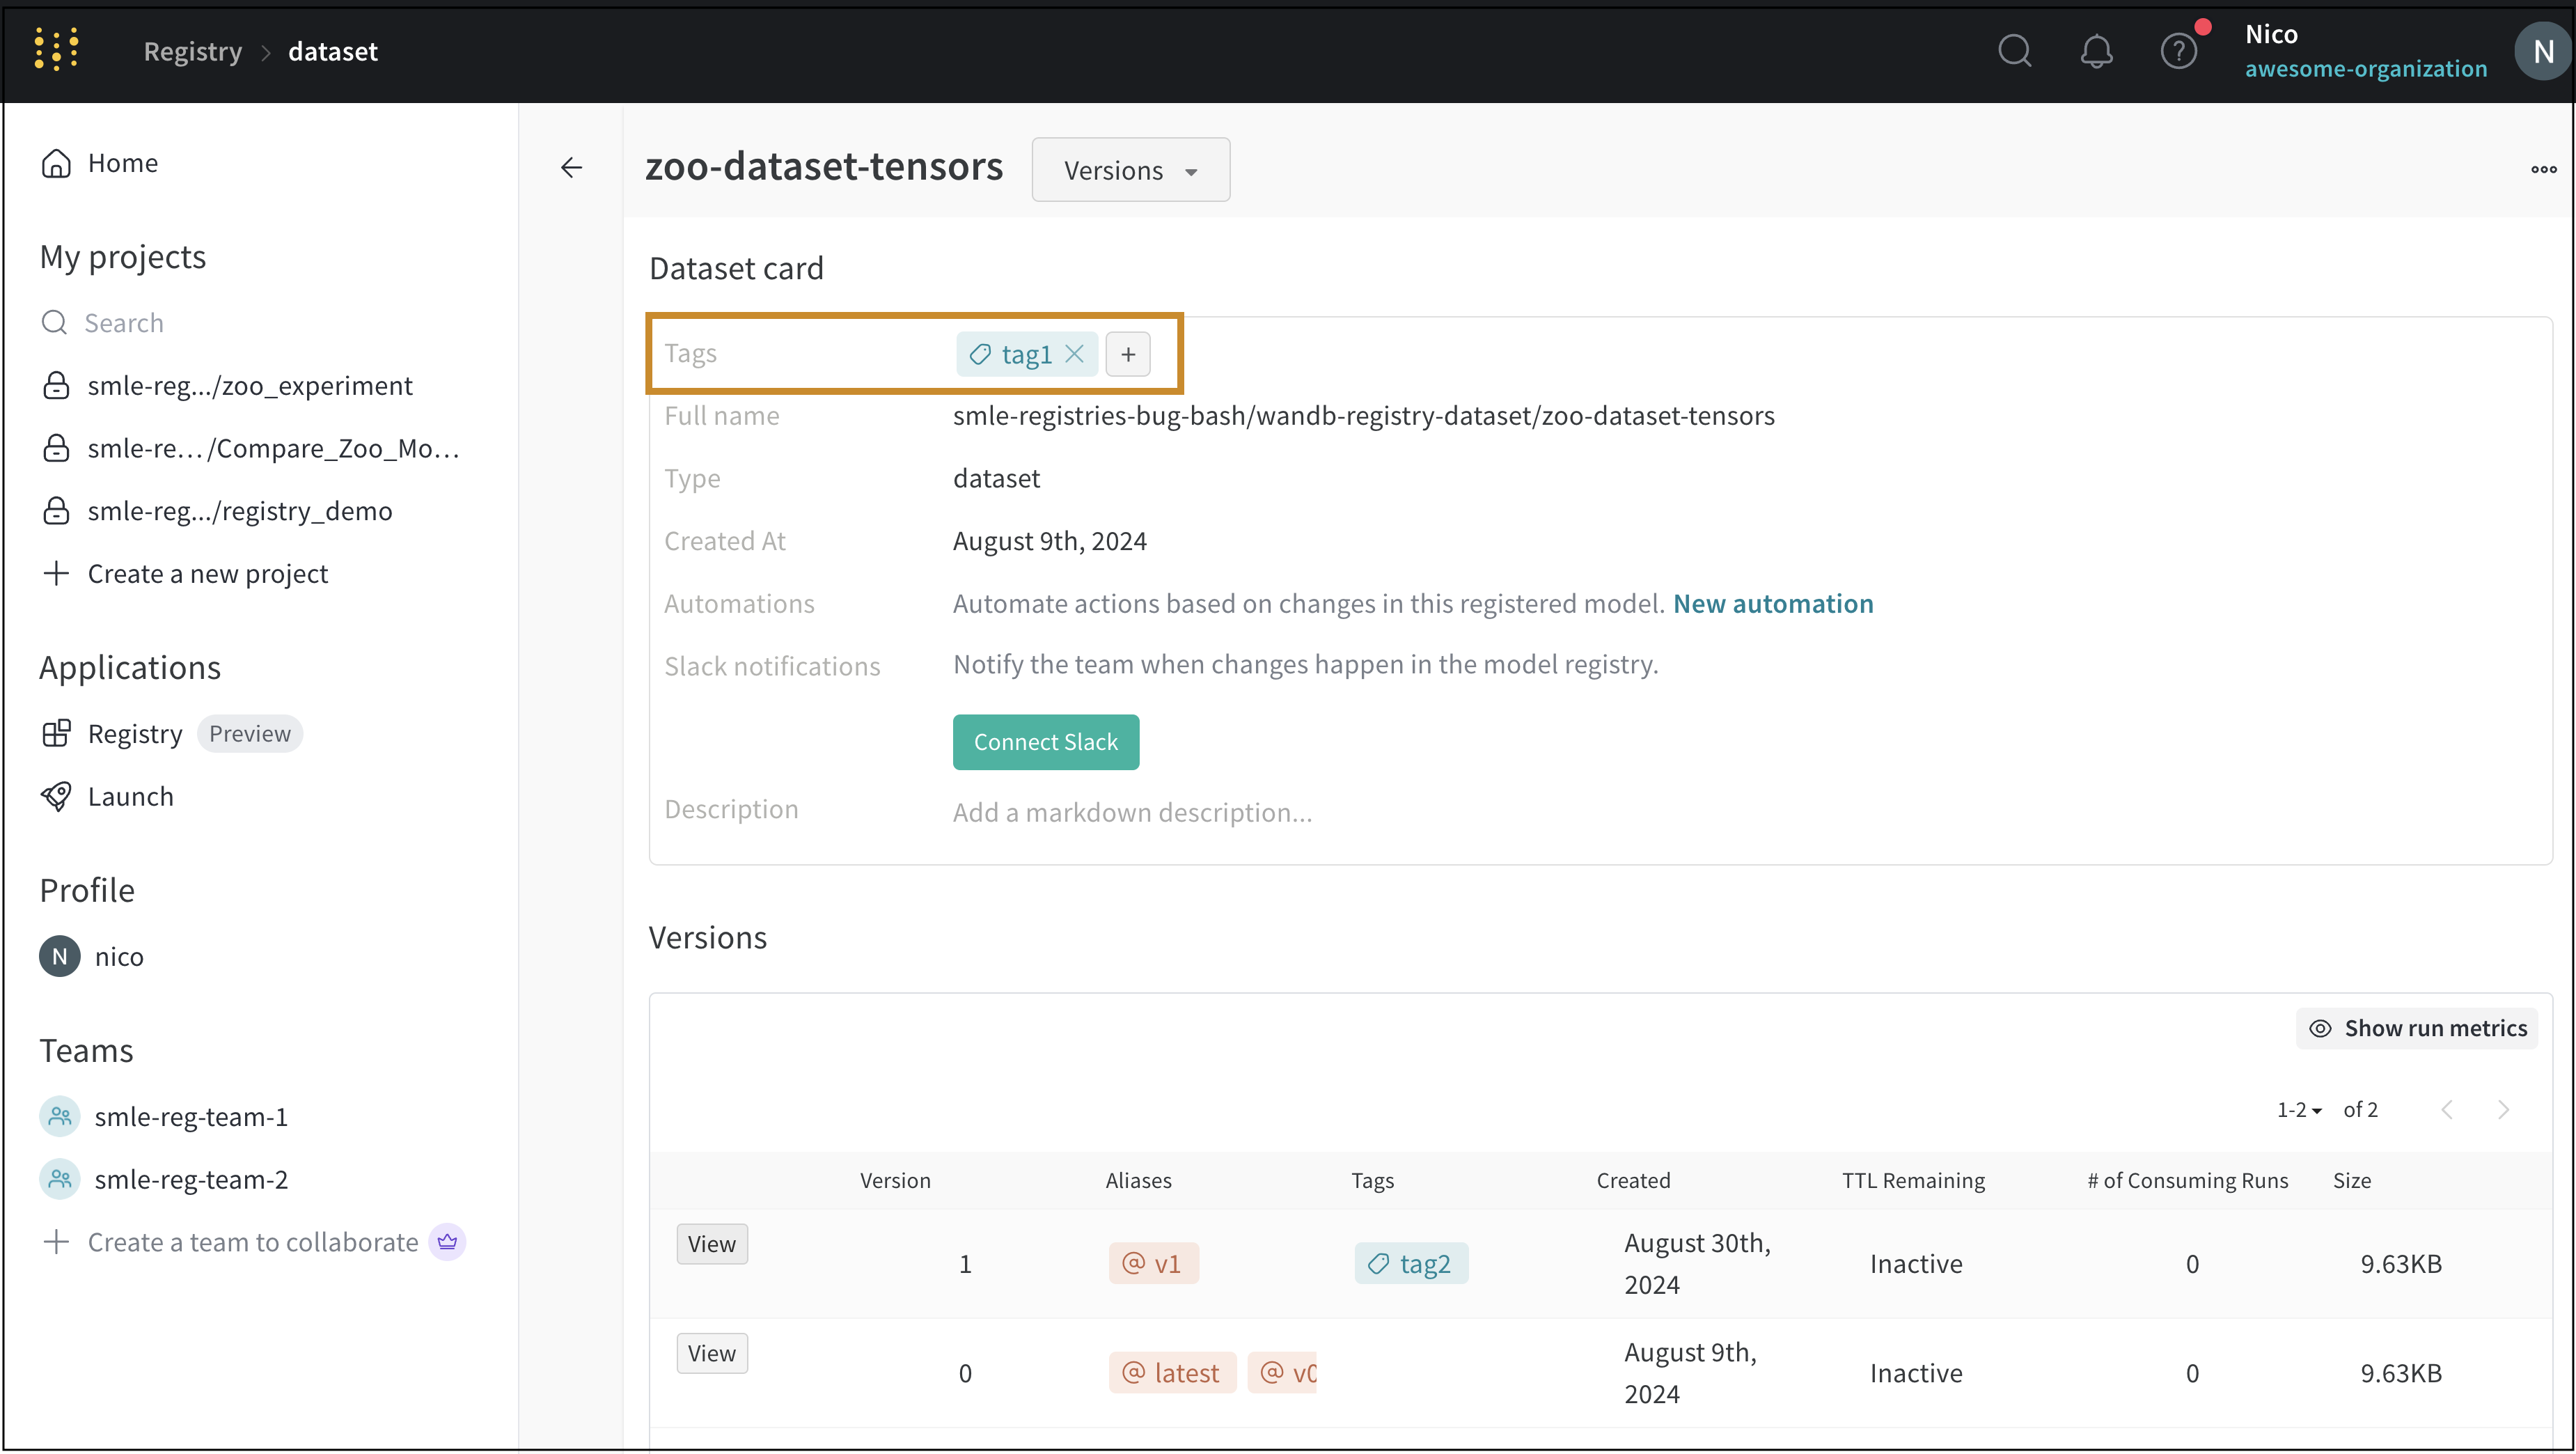 Registry > dataset
Nico
awesome-organization
N
Home
My projects
Search
smle-reg.../zoo_experiment
smle-re... /Compare_Zoo_Mo...
smle-reg.../registry_demo
+ Create a new project
Applications
Registry Preview
Launch
Profile
N nico
Teams
smle-reg-team-1
smle-reg-team-2
+ Create a team to collaborate
zoo-dataset-tensors Versions
Dataset card
Tags tag1 +
Full name smle-registries-bug-bash/wandb-registry-dataset/zoo-dataset-tensors
Type dataset
Created At August 9th, 2024
Automations Automate actions based on changes in this registered model. New automation
Slack notifications Notify the team when changes happen in the model registry.
Connect Slack
Description Add a markdown description...
Versions
Show run metrics
1-2 of 2
Version Aliases Tags Created TTL Remaining # of Consuming Runs Size
View 1 @ v1 tag2 August 30th, 2024 Inactive 0 9.63KB
View 0 @ latest @ v0 August 9th, 2024 Inactive 0 9.63KB